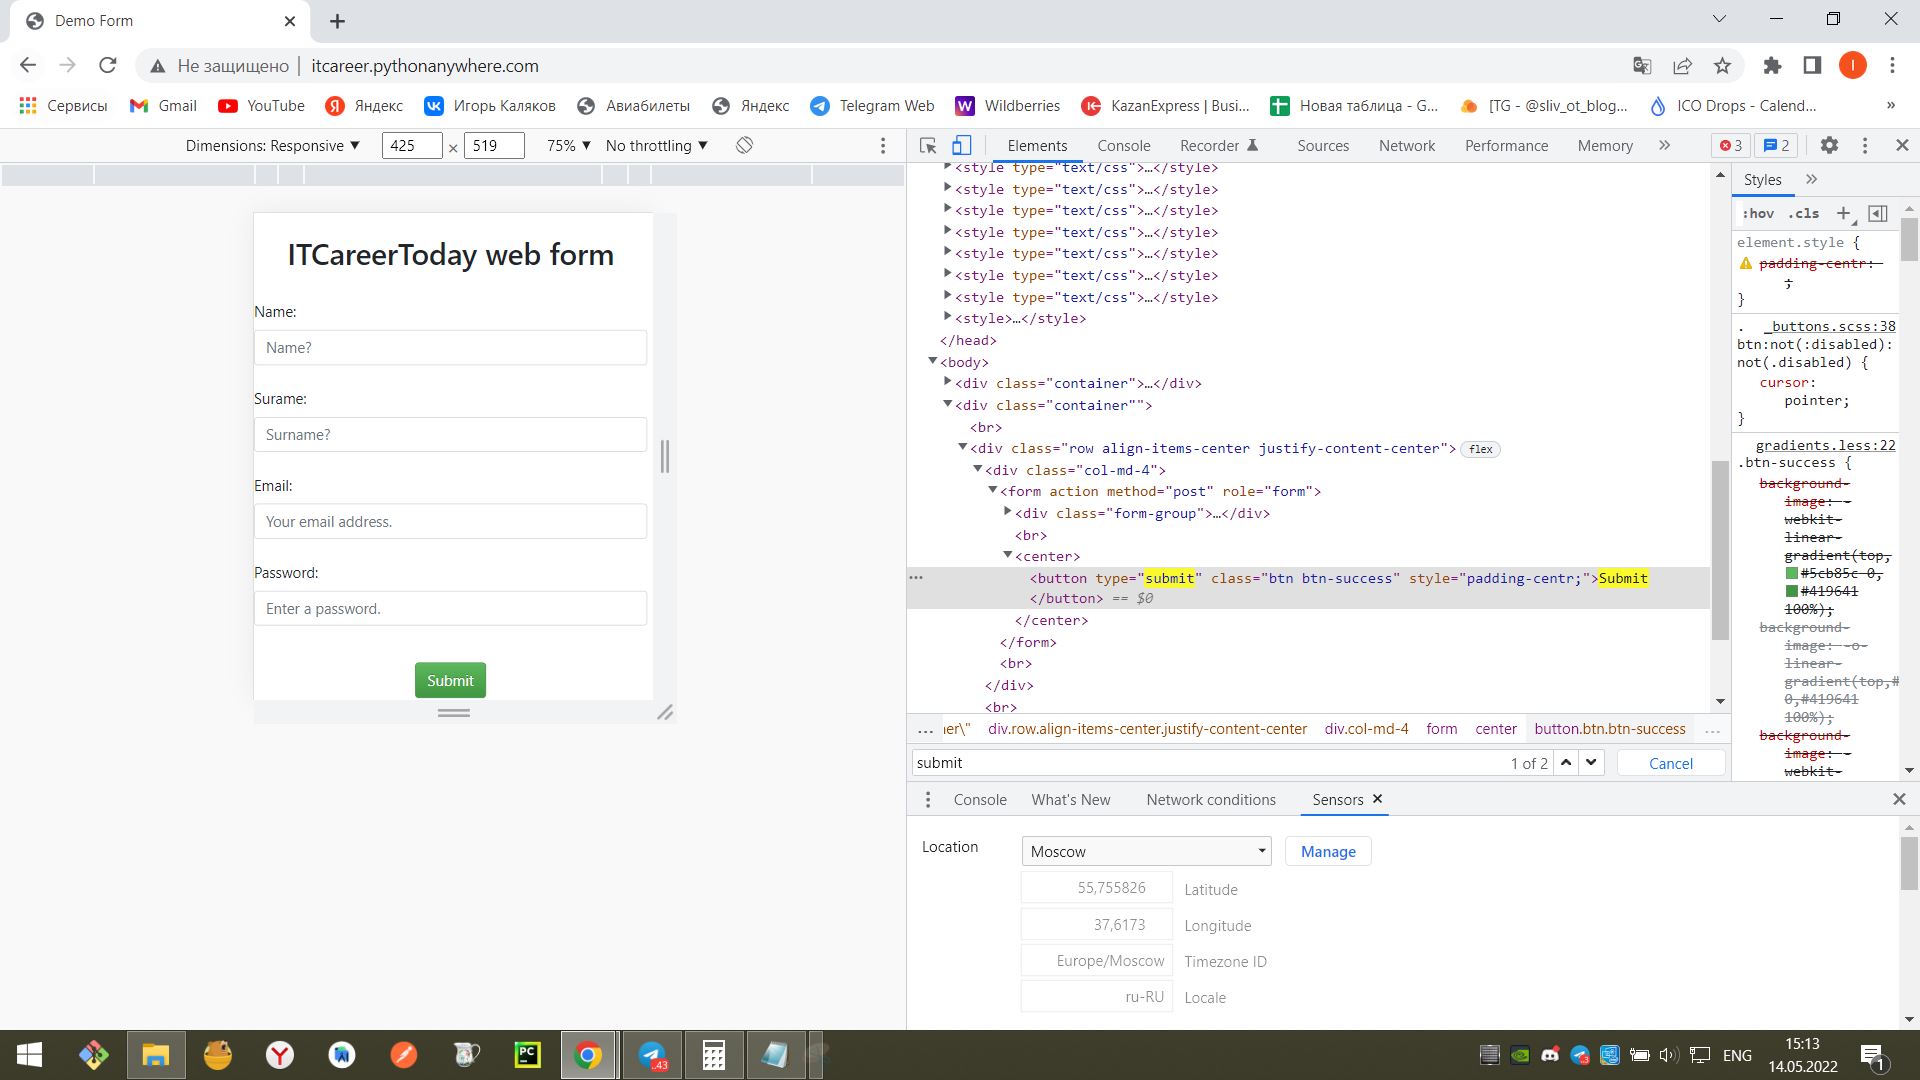 Demo Form
Не защищено | itcareer.pythonanywhere.com
I
Сервисы Gmail YouTube Яндекс Игорь Каляков Авиабилеты Яндекс Telegram Web Wildberries KazanExpress | Busi... Новая таблица - G... [TG - @sliv_ot_blog... ICO Drops - Calend... »
Dimensions: Responsive ▼ 425 × 519 75% ▼ No throttling ▼
ITCareerToday web form
Name:
Name?
Surame:
Surname?
Email:
Your email address.
Password:
Enter a password.
Submit
Elements Console Recorder Sources Network Performance Memory » 3 2
<style type="text/css">…</style>
<style type="text/css">…</style>
<style type="text/css">…</style>
<style type="text/css">…</style>
<style type="text/css">…</style>
<style type="text/css">…</style>
<style type="text/css">…</style>
<style>…</style>
</head>
<body>
<div class="container">…</div>
<div class="container"">
<br>
<div class="row align-items-center justify-content-center"> flex
<div class="col-md-4">
<form action method="post" role="form">
<div class="form-group">…</div>
<br>
<center>
<button type="submit" class="btn btn-success" style="padding-centr;">Submit
</button> == $0
</center>
</form>
<br>
</div>
<br>
... er\" div.row.align-items-center.justify-content-center div.col-md-4 form center button.btn.btn-success ...
submit 1 of 2 Cancel
Styles »
:hov .cls +
element.style {
padding-centr:
;
}
. _buttons.scss:38
btn:not(:disabled):
not(.disabled) {
cursor:
pointer;
}
gradients.less:22
.btn-success {
background-
image: -
webkit-
linear-
gradient(top,
#5cb85c 0,
#419641
100%);
background-
image: -o-
linear-
gradient(top,#
0,#419641
100%);
background-
image: -
webkit-
Console What's New Network conditions Sensors
Location Moscow Manage
55,755826 Latitude
37,6173 Longitude
Europe/Moscow Timezone ID
ru-RU Locale
PC
43
3
ENG
15:13
14.05.2022
1